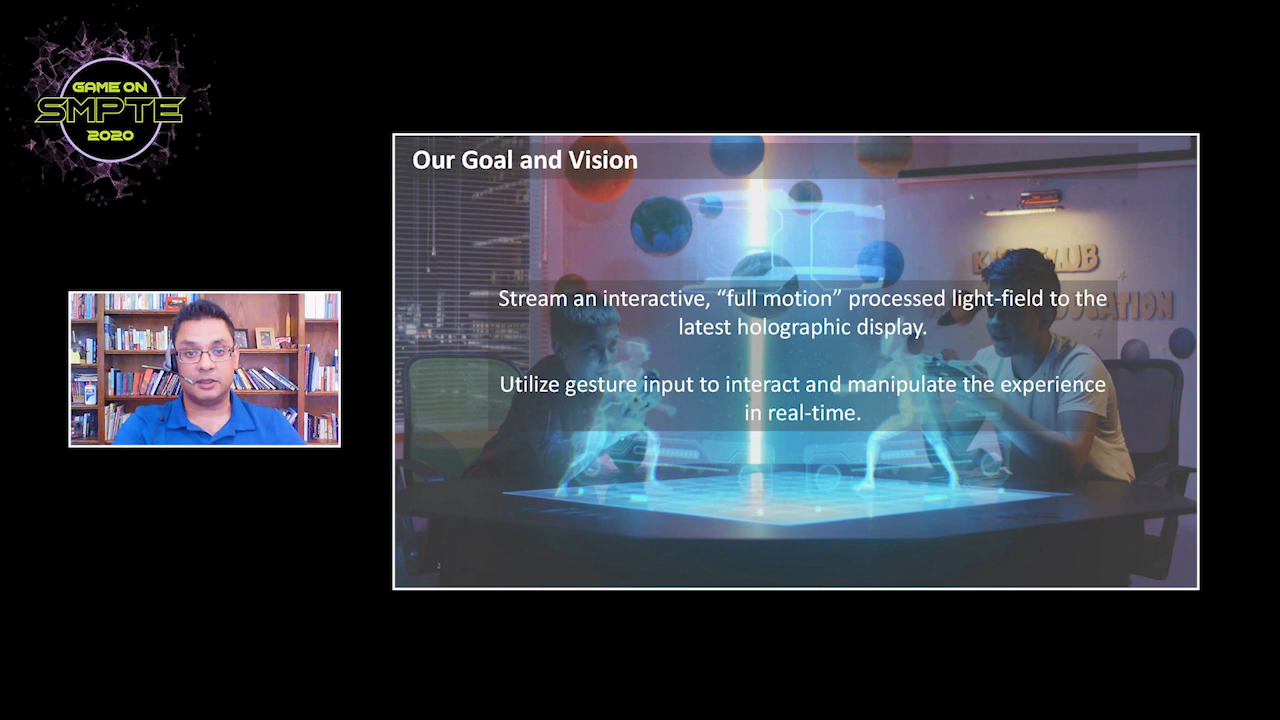 GAME ON
SMPTE
2020
Our Goal and Vision
Stream an interactive, “full motion” processed light-field to the
latest holographic display.
Utilize gesture input to interact and manipulate the experience
in real-time.
2